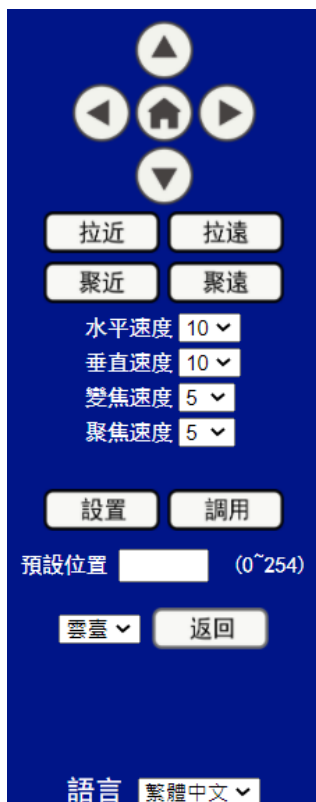 拉近 拉遠
聚近 聚遠
水平速度 10
垂直速度 10
變焦速度 5
聚焦速度 5
設置 調用
預設位置 (0~254)
雲臺 返回
語言 繁體中文